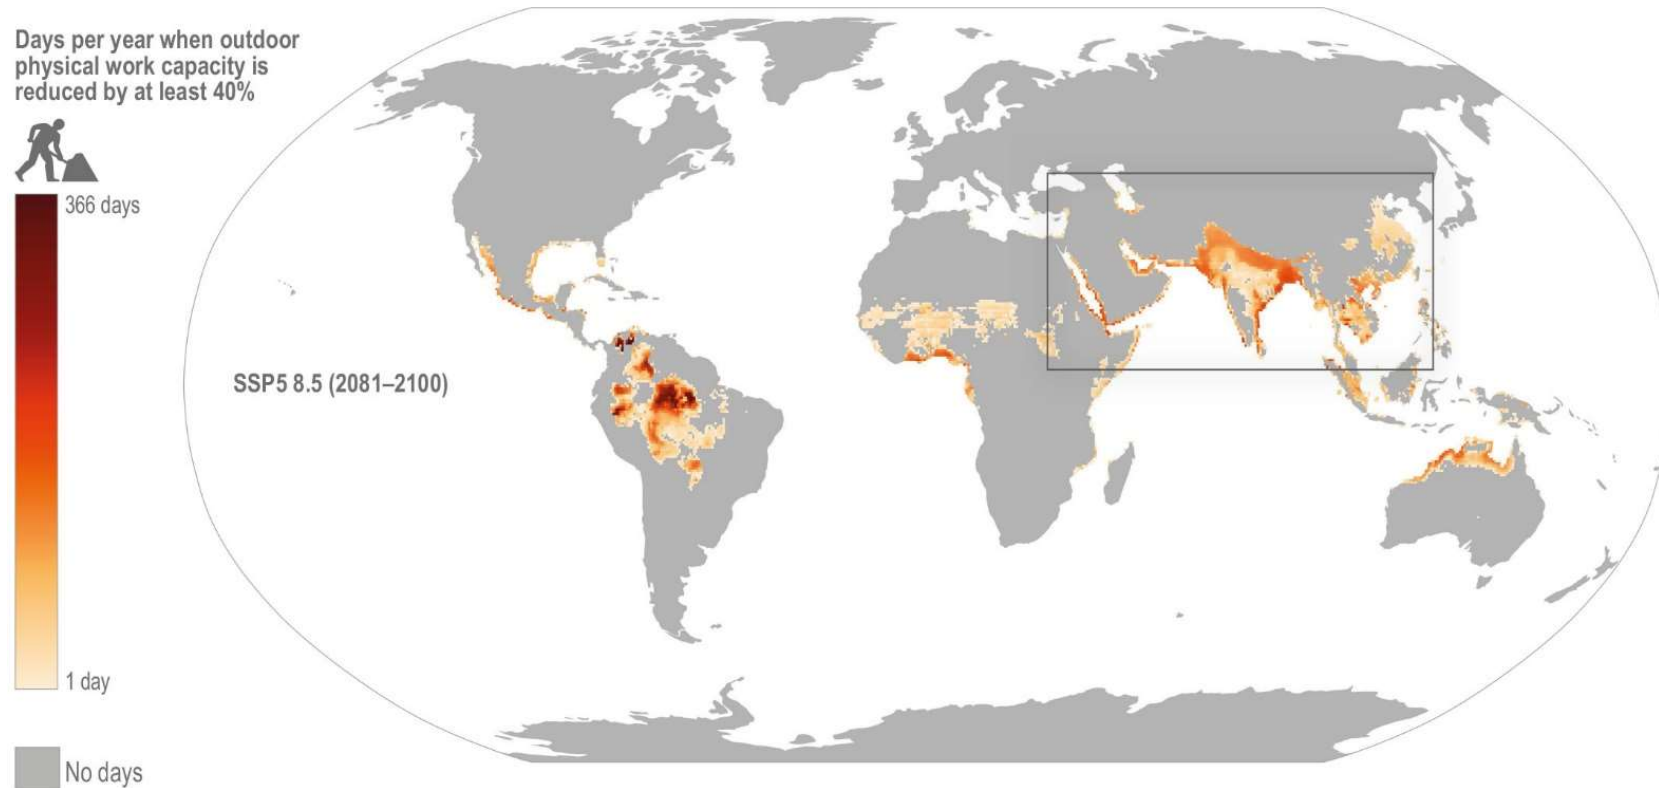 Days per year when outdoor
physical work capacity is
reduced by at least 40%
366 days
SSP5 8.5 (2081–2100)
1 day
No days